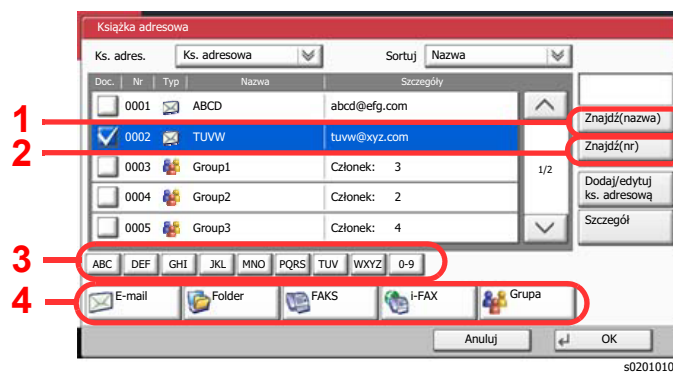 Książka adresowa
Ks. adres. Ks. adresowa Sortuj Nazwa
Doc. Nr Typ Nazwa Szczegóły
0001 ABCD abcd@efg.com
0002 TUVW tuvw@xyz.com
0003 Group1 Członek: 3
0004 Group2 Członek: 2
0005 Group3 Członek: 4
1/2
Znajdź(nazwa)
Znajdź(nr)
Dodaj/edytuj
ks. adresową
Szczegół
1
2
3
4
ABC DEF GHI JKL MNO PQRS TUV WXYZ 0-9
E-mail Folder FAKS i-FAX Grupa
Anuluj OK
s0201010